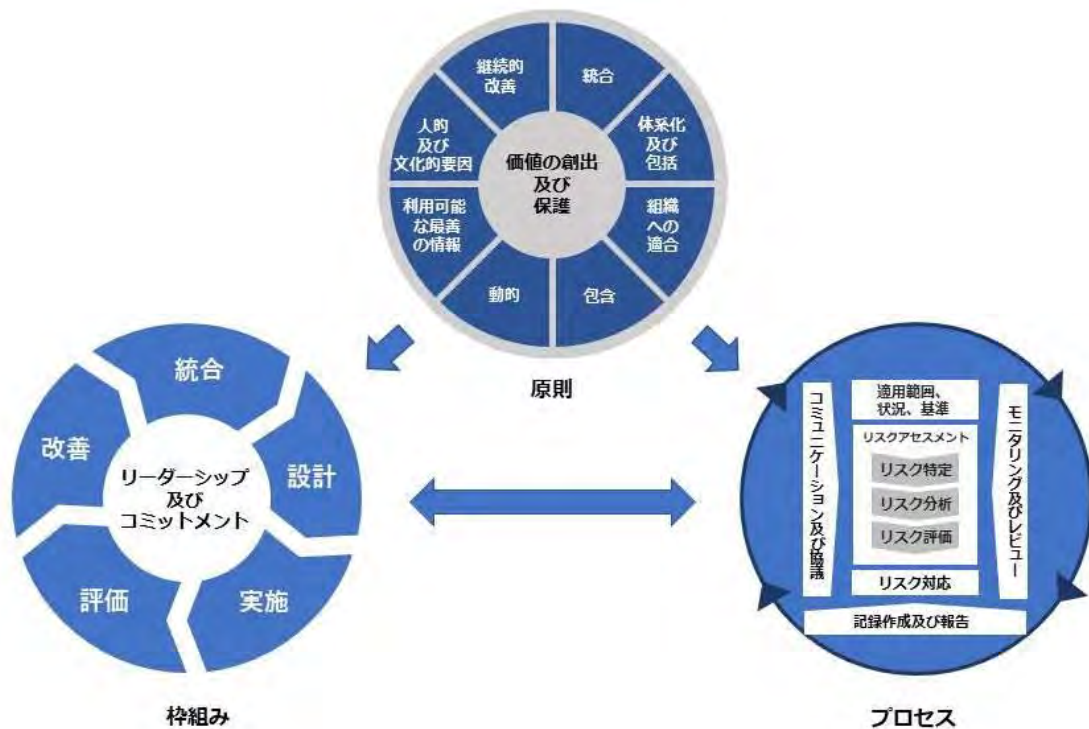 継続的
改善
統合
体系化
及び
包括
組織
への
適合
包含
動的
利用可能
な最善
の情報
人的
及び
文化的要因
価値の創出
及び
保護
原則
統合
設計
実施
評価
改善
リーダーシップ
及び
コミットメント
枠組み
コミュニケーション及び協議
適用範囲、
状況、基準
リスクアセスメント
リスク特定
リスク分析
リスク評価
リスク対応
モニタリング及びレビュー
記録作成及び報告
プロセス